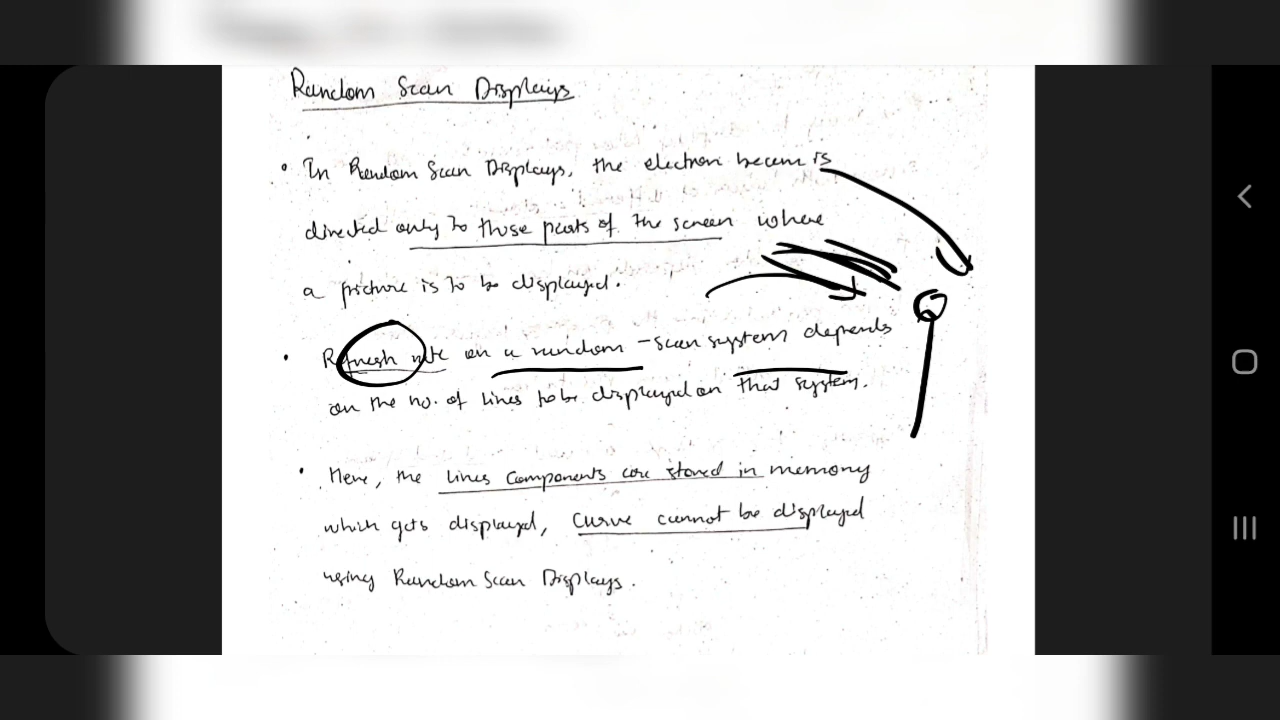 Random Scan Displays
• In Random Scan Displays, the electron beam is
directed only to those parts of the screen where
a picture is to be displayed.
• Refresh rate on a random - scan system depends
on the no. of lines to be displayed on that system.
• Here, the lines components are stored in memory
which gets displayed, curve cannot be displayed
using Random Scan Displays.